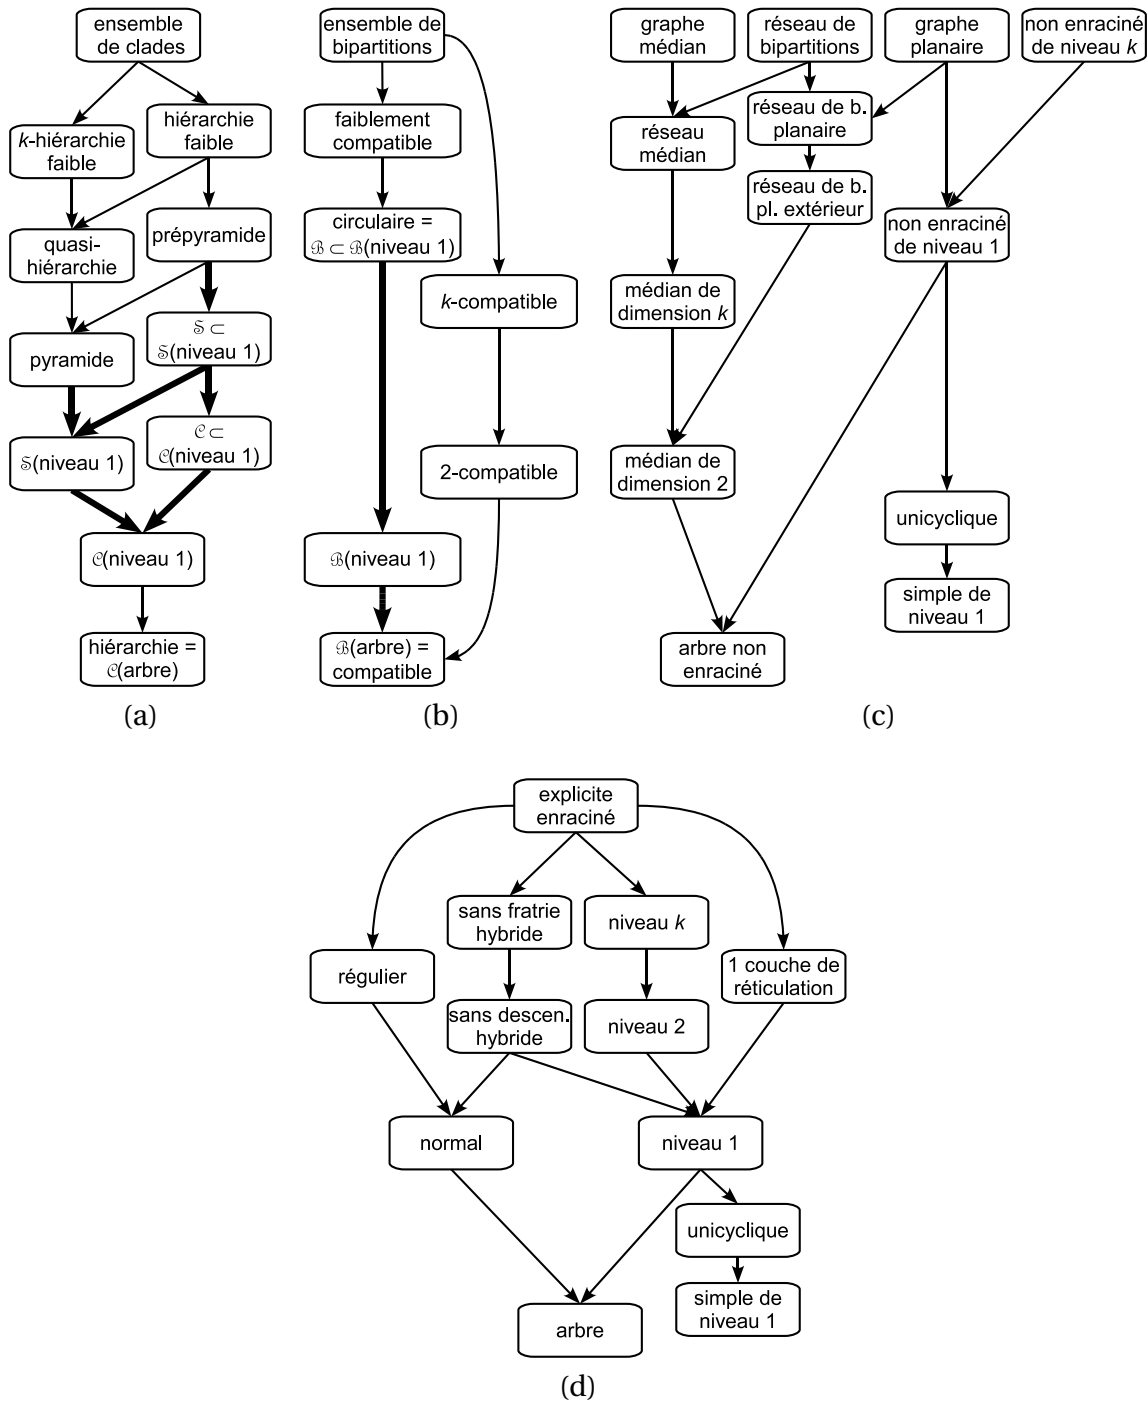 ensemble
de clades
k-hiérarchie
faible
hiérarchie
faible
quasi-
hiérarchie
prépyramide
pyramide
𝒮 ⊂
𝒮(niveau 1)
𝒮(niveau 1)
𝒞 ⊂
𝒞(niveau 1)
𝒞(niveau 1)
hiérarchie =
𝒞(arbre)
(a)
ensemble de
bipartitions
faiblement
compatible
circulaire =
ℬ ⊂ ℬ(niveau 1)
k-compatible
2-compatible
ℬ(niveau 1)
ℬ(arbre) =
compatible
(b)
graphe
médian
réseau
de bipartitions
graphe
planaire
non enraciné
de niveau k
réseau
médian
réseau de b.
planaire
réseau de b.
pl. extérieur
non enraciné
de niveau 1
médian de
dimension k
médian de
dimension 2
unicyclique
simple de
niveau 1
arbre non
enraciné
(c)
explicite
enraciné
sans fratrie
hybride
niveau k
régulier
1 couche de
réticulation
sans descen.
hybride
niveau 2
normal
niveau 1
unicyclique
simple de
niveau 1
arbre
(d)